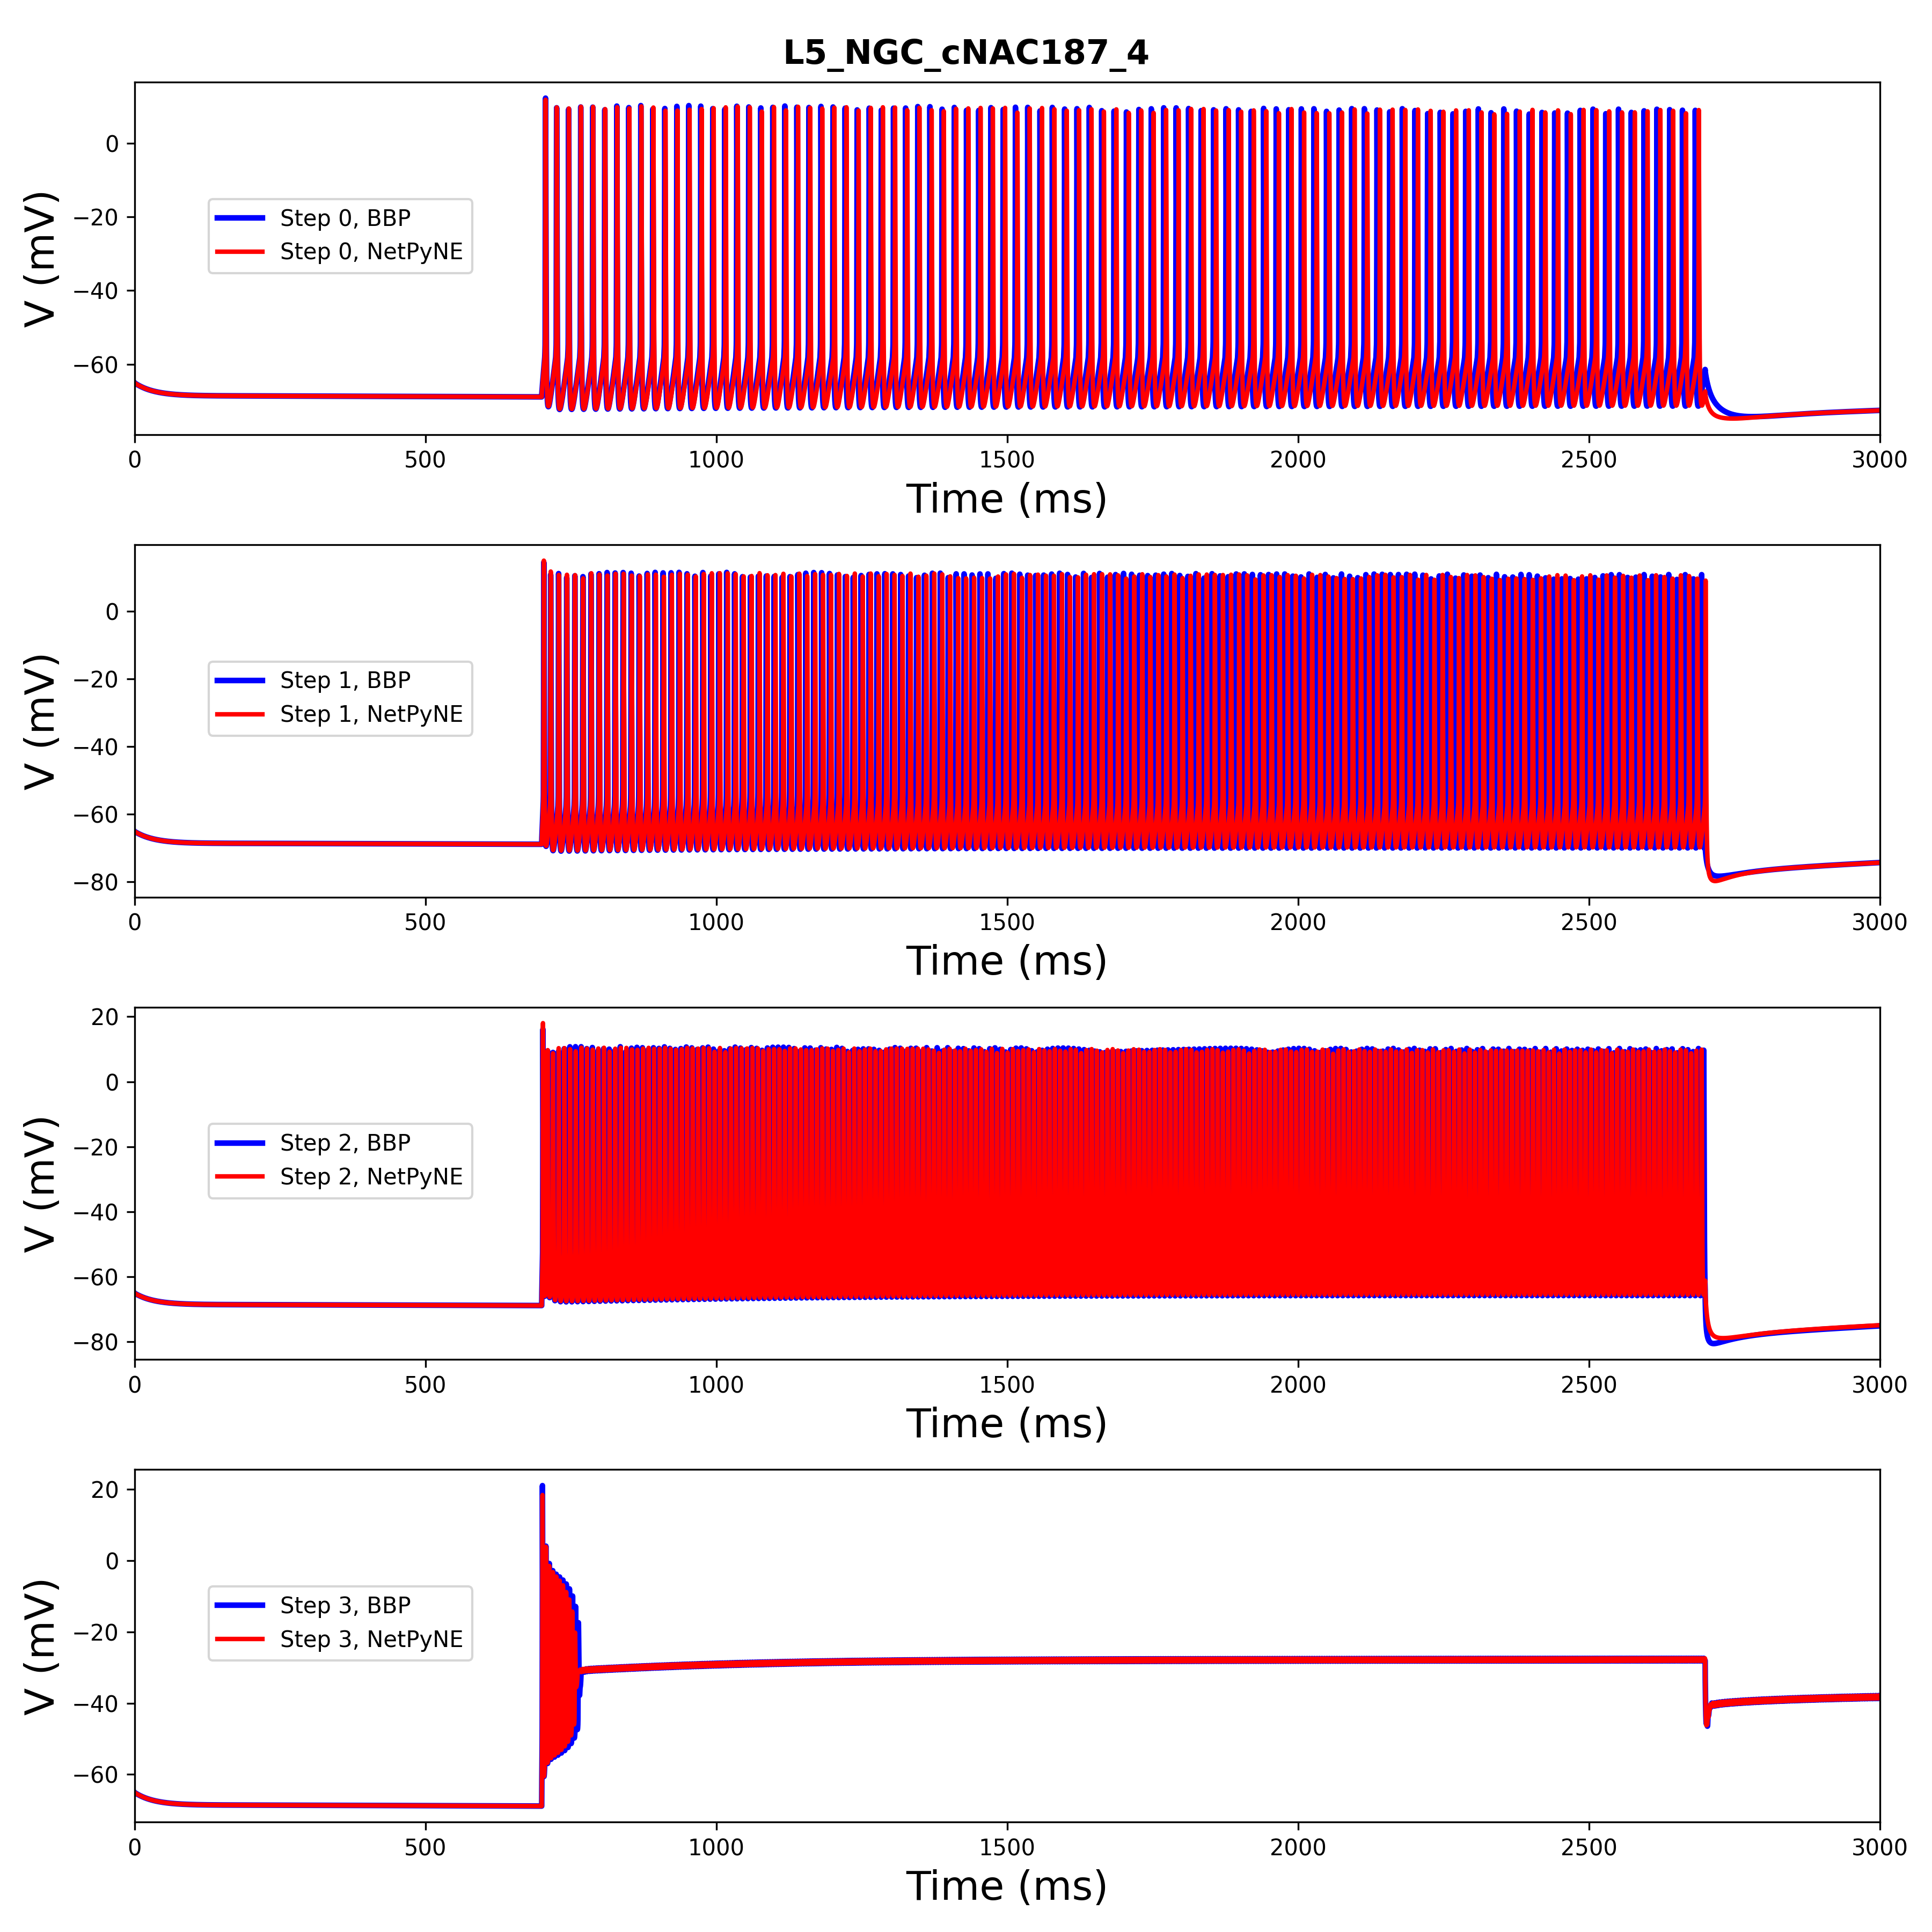 L5_NGC_cNAC187_4
0
−20
−40
−60
V (mV)
Step 0, BBP
Step 0, NetPyNE
0 500 1000 1500 2000 2500 3000
Time (ms)
0
−20
−40
−60
−80
V (mV)
Step 1, BBP
Step 1, NetPyNE
0 500 1000 1500 2000 2500 3000
Time (ms)
20
0
−20
−40
−60
−80
V (mV)
Step 2, BBP
Step 2, NetPyNE
0 500 1000 1500 2000 2500 3000
Time (ms)
20
0
−20
−40
−60
V (mV)
Step 3, BBP
Step 3, NetPyNE
0 500 1000 1500 2000 2500 3000
Time (ms)